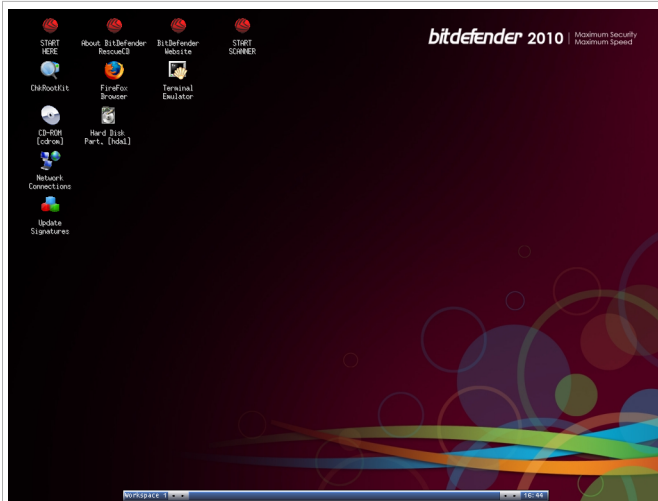 bitdefender 2010 | Maximum Security
Maximum Speed
START
HERE
About BitDefender
RescueCD
BitDefender
Website
START
SCANNER
ChkRootKit
FireFox
Browser
Terminal
Emulator
CD-ROM
[cdrom]
Hard Disk
Part. [hda1]
Network
Connections
Update
Signatures
Workspace 1
16:44